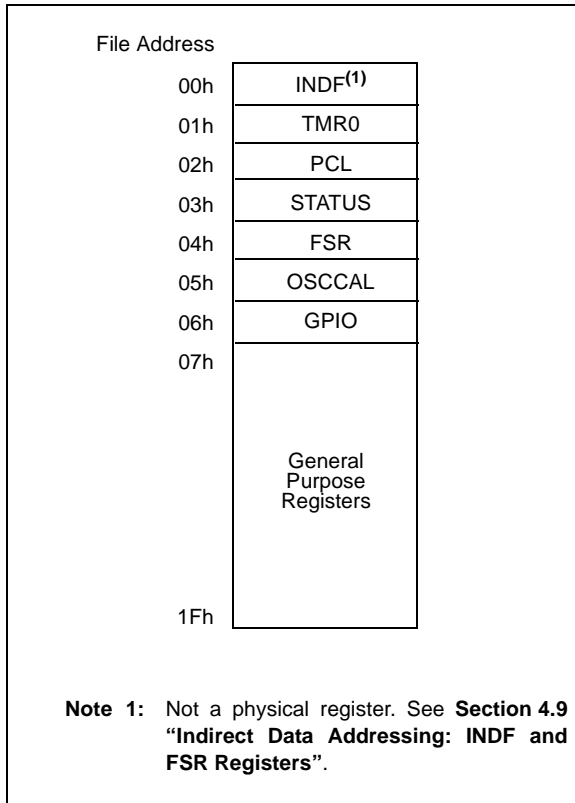 File Address
00h INDF(1)
01h TMR0
02h PCL
03h STATUS
04h FSR
05h OSCCAL
06h GPIO
07h
General
Purpose
Registers
1Fh
Note 1: Not a physical register. See Section 4.9
“Indirect Data Addressing: INDF and
FSR Registers”.